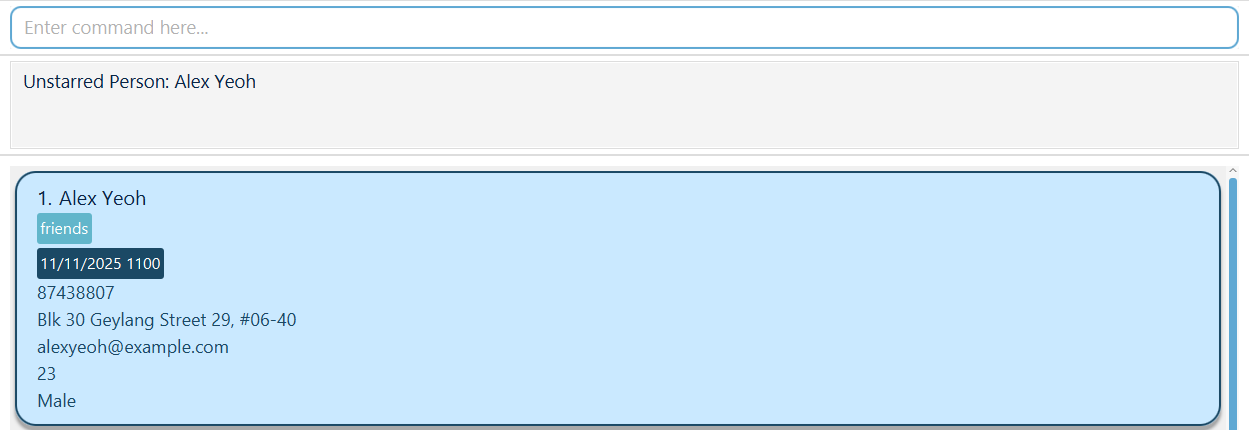 Enter command here...
Unstarred Person: Alex Yeoh
1. Alex Yeoh
friends
11/11/2025 1100
87438807
Blk 30 Geylang Street 29, #06-40
alexyeoh@example.com
23
Male